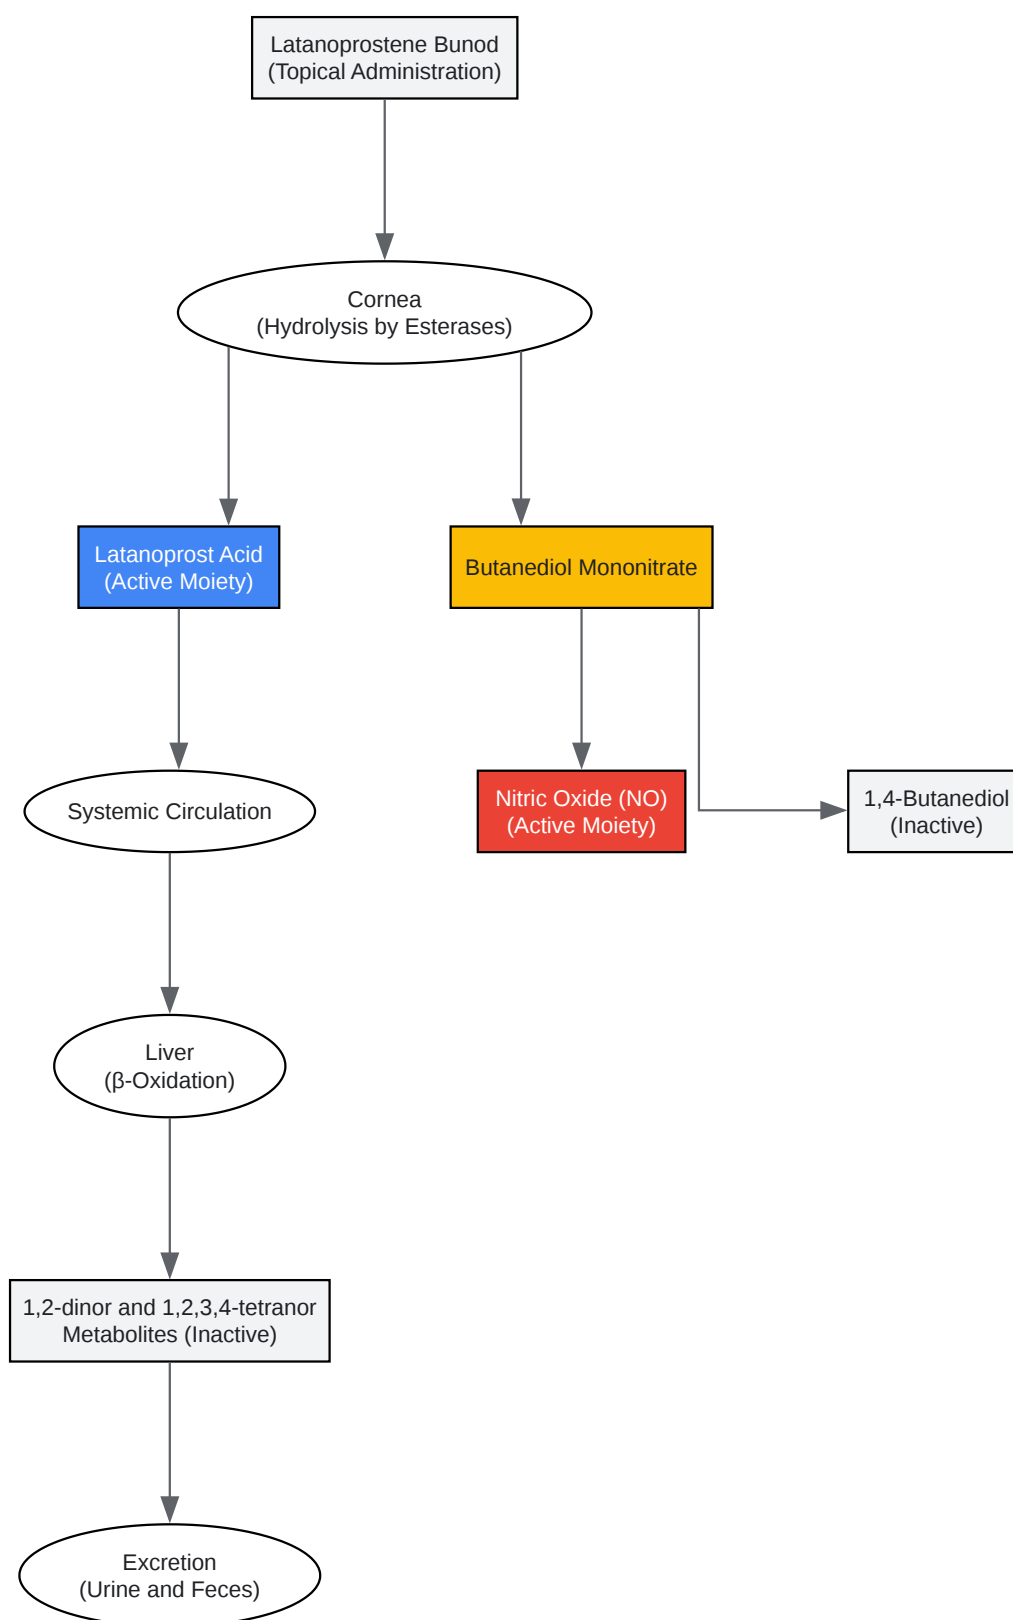 Latanoprostene Bunod
(Topical Administration)
Cornea
(Hydrolysis by Esterases)
Latanoprost Acid
(Active Moiety)
Butanediol Mononitrate
Systemic Circulation
Nitric Oxide (NO)
(Active Moiety)
1,4-Butanediol
(Inactive)
Liver
(β-Oxidation)
1,2-dinor and 1,2,3,4-tetranor
Metabolites (Inactive)
Excretion
(Urine and Feces)